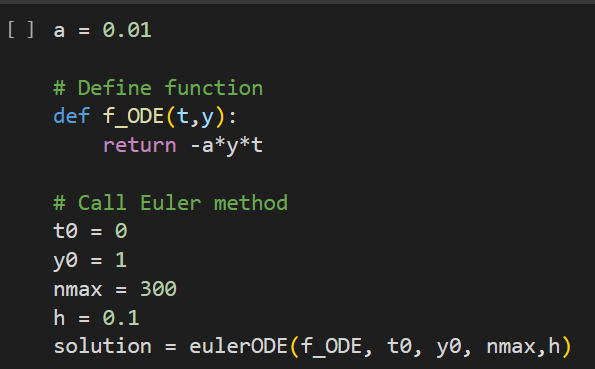 [ ] a = 0.01
# Define function
def f_ODE(t,y):
    return -a*y*t
# Call Euler method
t0 = 0
y0 = 1
nmax = 300
h = 0.1
solution = eulerODE(f_ODE, t0, y0, nmax,h)